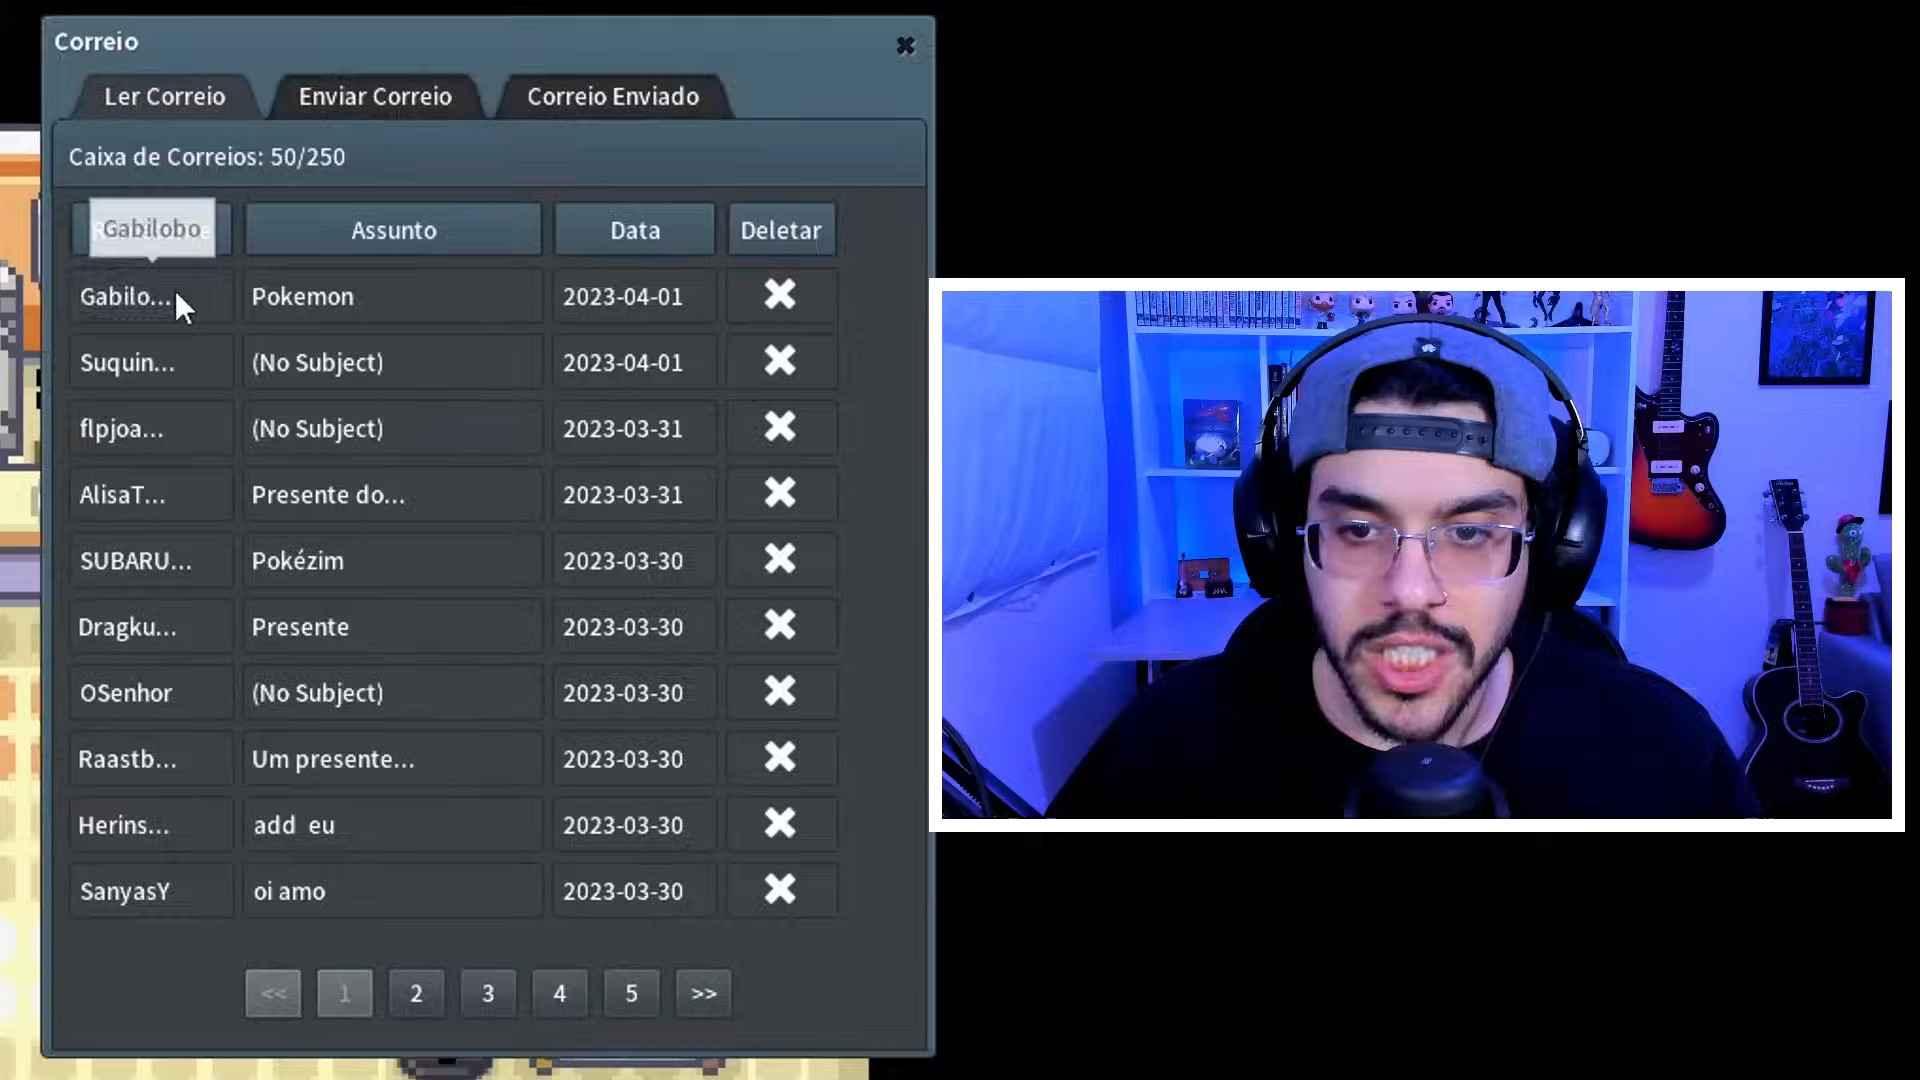 Correio
Ler Correio Enviar Correio Correio Enviado
Caixa de Correios: 50/250
Gabilobo Assunto Data Deletar
Gabilo... Pokemon 2023-04-01
Suquin... (No Subject) 2023-04-01
flpjoa... (No Subject) 2023-03-31
AlisaT... Presente do... 2023-03-31
SUBARU... Pokézim 2023-03-30
Dragku... Presente 2023-03-30
OSenhor (No Subject) 2023-03-30
Raastb... Um presente... 2023-03-30
Herins... add eu 2023-03-30
SanyasY oi amo 2023-03-30
<< 1 2 3 4 5 >>